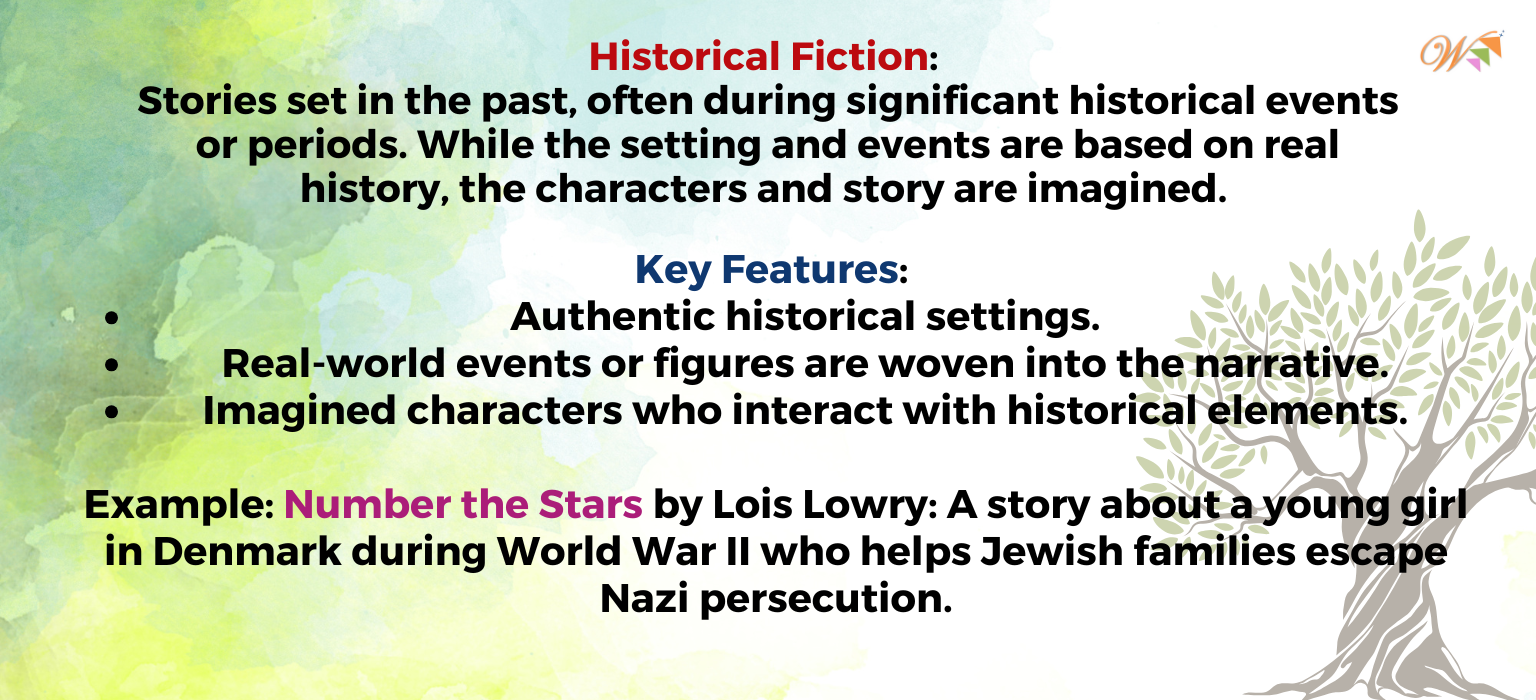 W
Historical Fiction:
Stories set in the past, often during significant historical events
or periods. While the setting and events are based on real
history, the characters and story are imagined.
Key Features:
• Authentic historical settings.
• Real-world events or figures are woven into the narrative.
• Imagined characters who interact with historical elements.
Example: Number the Stars by Lois Lowry: A story about a young girl
in Denmark during World War II who helps Jewish families escape
Nazi persecution.